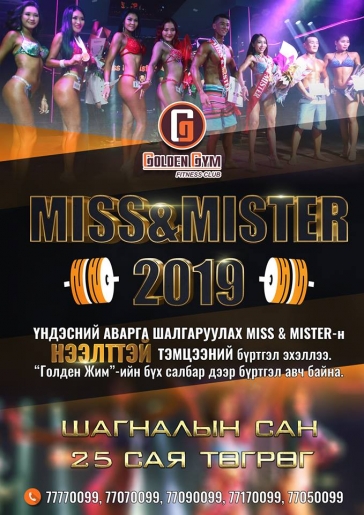 GOLDEN GYM
FITNESS CLUB
MISS&MISTER
2019
ҮНДЭСНИЙ АВАРГА ШАЛГАРУУЛАХ MISS & MISTER-н
НЭЭЛТТЭЙ ТЭМЦЭЭНИЙ бүртгэл эхэллээ.
“Голден Жим”-ийн бүх салбар дээр бүртгэл авч байна.
ШАГНАЛЫН САН
25 САЯ ТӨГРӨГ
77770099, 77070099, 77090099, 77170099, 77050099